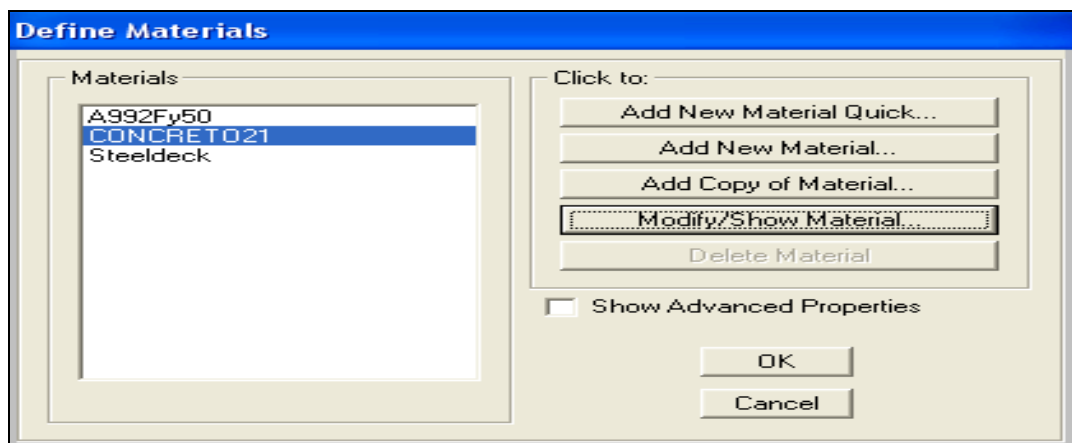 Define Materials
Materials
A992Fy50
CONCRETO21
Steeldeck
Click to:
Add New Material Quick...
Add New Material...
Add Copy of Material...
Modify/Show Material...
Delete Material
Show Advanced Properties
OK
Cancel